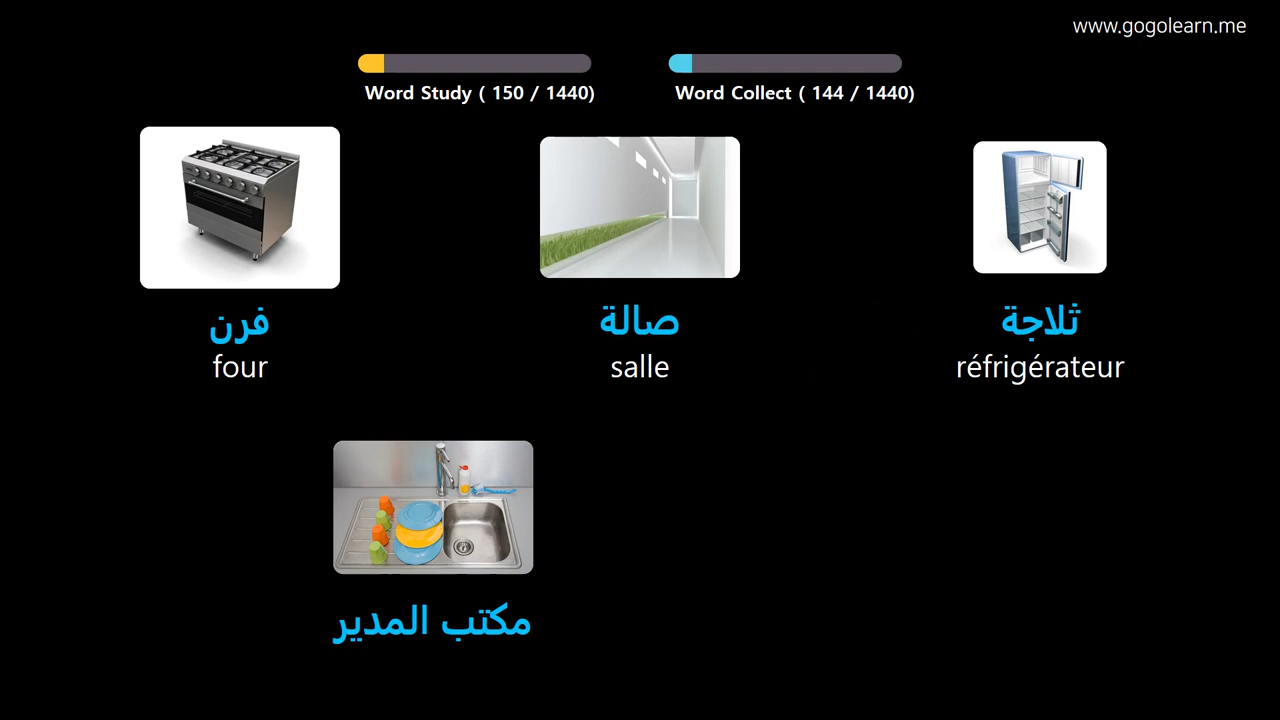 www.gogolearn.me
Word Study ( 150 / 1440)
Word Collect ( 144 / 1440)
فرن
four
صالة
salle
ثلاجة
réfrigérateur
مكتب المدير